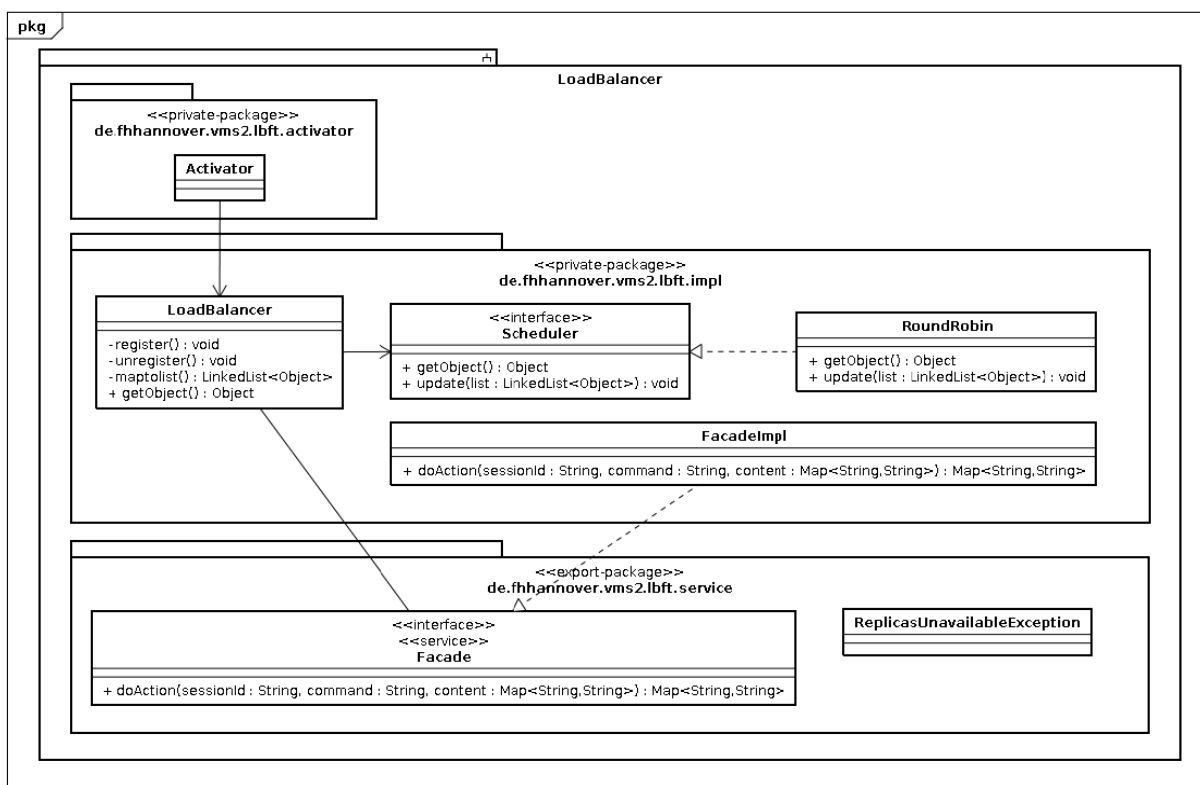 pkg
LoadBalancer
<<private-package>>
de.fhhannover.vms2.lbft.activator
Activator
<<private-package>>
de.fhhannover.vms2.lbft.impl
LoadBalancer
- register() : void
- unregister() : void
- maptolist() : LinkedList<Object>
+ getObject() : Object
<<interface>>
Scheduler
+ getObject() : Object
+ update(list : LinkedList<Object>) : void
RoundRobin
+ getObject() : Object
+ update(list : LinkedList<Object>) : void
FacadeImpl
+ doAction(sessionId : String, command : String, content : Map<String,String>) : Map<String,String>
<<export-package>>
de.fhhannover.vms2.lbft.service
<<interface>>
<<service>>
Facade
+ doAction(sessionId : String, command : String, content : Map<String,String>) : Map<String,String>
ReplicasUnavailableException